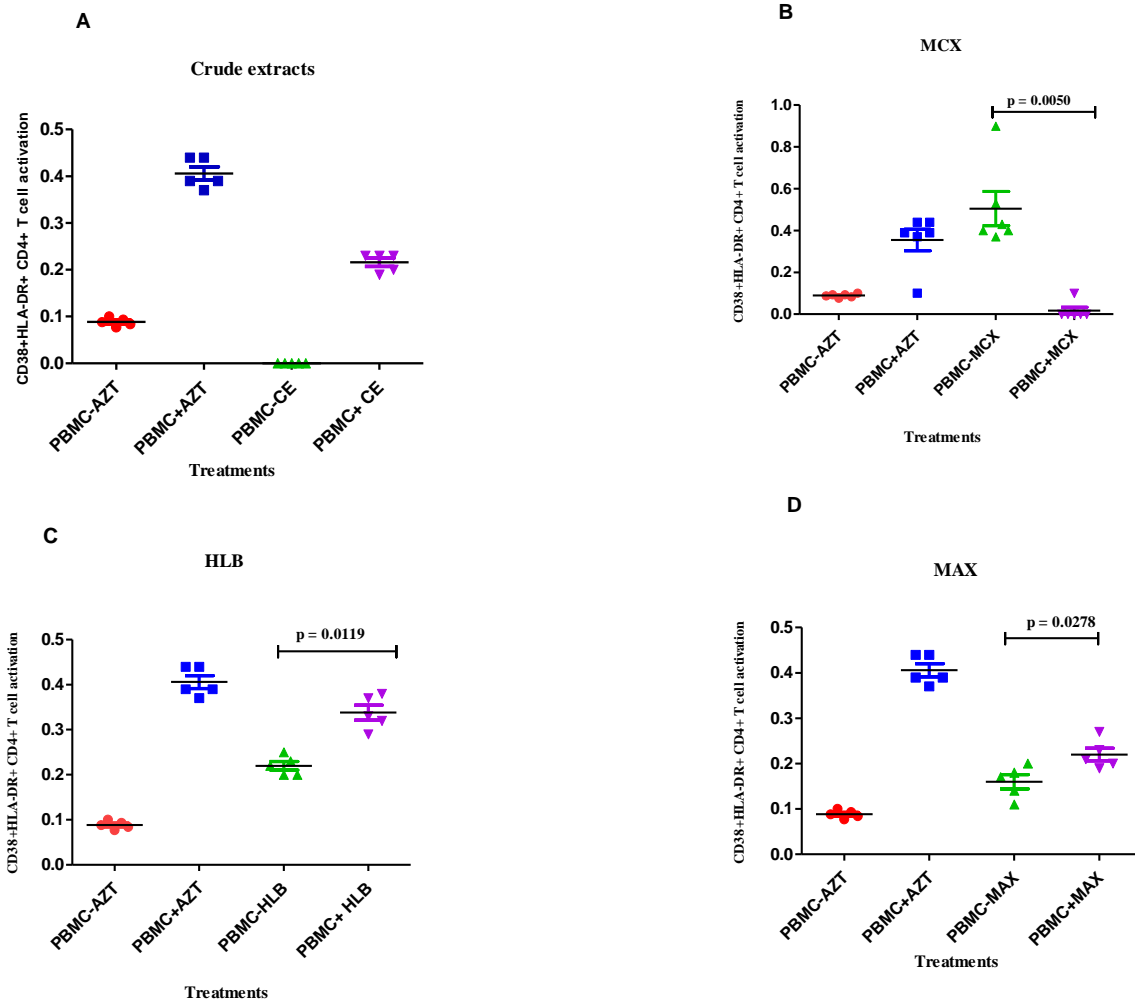 A
Crude extracts
CD38+HLA-DR+ CD4+ T cell activation
0.5
0.4
0.3
0.2
0.1
0.0
PBMC-AZT
PBMC+AZT
PBMC-CE
PBMC+ CE
Treatments
B
MCX
p = 0.0050
CD38+HLA-DR+ CD4+ T cell activation
1.0
0.8
0.6
0.4
0.2
0.0
PBMC-AZT
PBMC+AZT
PBMC-MCX
PBMC+MCX
Treatments
C
HLB
p = 0.0119
CD38+HLA-DR+ CD4+ T cell activation
0.5
0.4
0.3
0.2
0.1
0.0
PBMC-AZT
PBMC+AZT
PBMC-HLB
PBMC+ HLB
Treatments
D
MAX
p = 0.0278
CD38+HLA-DR+ CD4+ T cell activation
0.5
0.4
0.3
0.2
0.1
0.0
PBMC-AZT
PBMC+AZT
PBMC-MAX
PBMC+MAX
Treatments